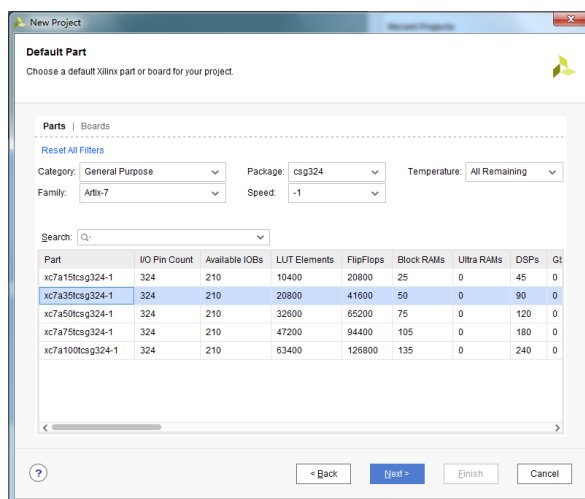 New Project
Recent Projects
Default Part
Choose a default Xilinx part or board for your project.
Parts | Boards
Reset All Filters
Category: General Purpose Package: csg324 Temperature: All Remaining
Family: Artix-7 Speed: -1
Search: Q-
Part I/O Pin Count Available IOBs LUT Elements FlipFlops Block RAMs Ultra RAMs DSPs
xc7a15tcsg324-1 324 210 10400 20800 25 0 45 0
xc7a35tcsg324-1 324 210 20800 41600 50 0 90 0
xc7a50tcsg324-1 324 210 32600 65200 75 0 120 0
xc7a75tcsg324-1 324 210 47200 94400 105 0 180 0
xc7a100tcsg324-1 324 210 63400 126800 135 0 240 0
?
< Back Next > Finish Cancel